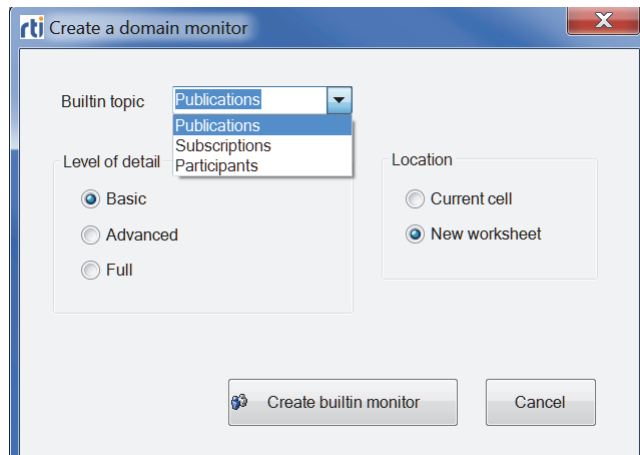 rti Create a domain monitor
X
Builtin topic Publications
Publications
Subscriptions
Participants
Level of detail
Basic
Advanced
Full
Location
Current cell
New worksheet
Create builtin monitor
Cancel